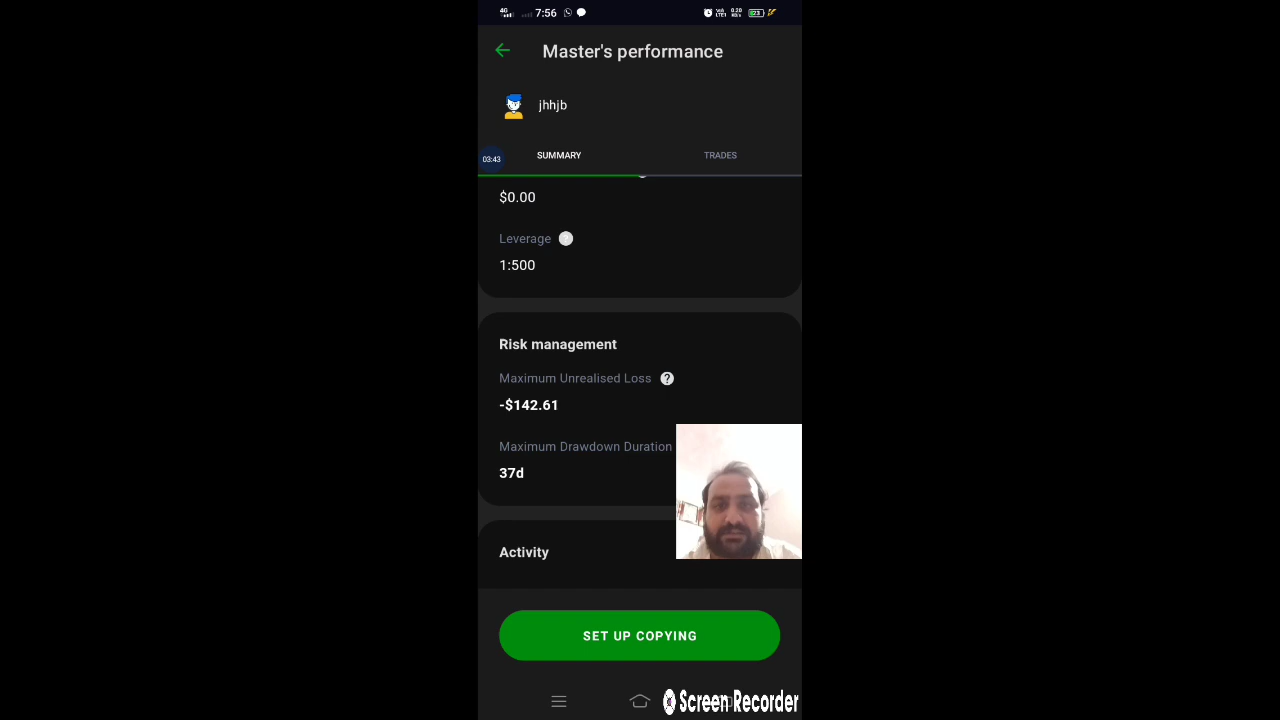 4G 7:56
Master's performance
jhhjb
03:43
SUMMARY TRADES
$0.00
Leverage ?
1:500
Risk management
Maximum Unrealised Loss ?
-$142.61
Maximum Drawdown Duration
37d
Activity
SET UP COPYING
Screen Recorder